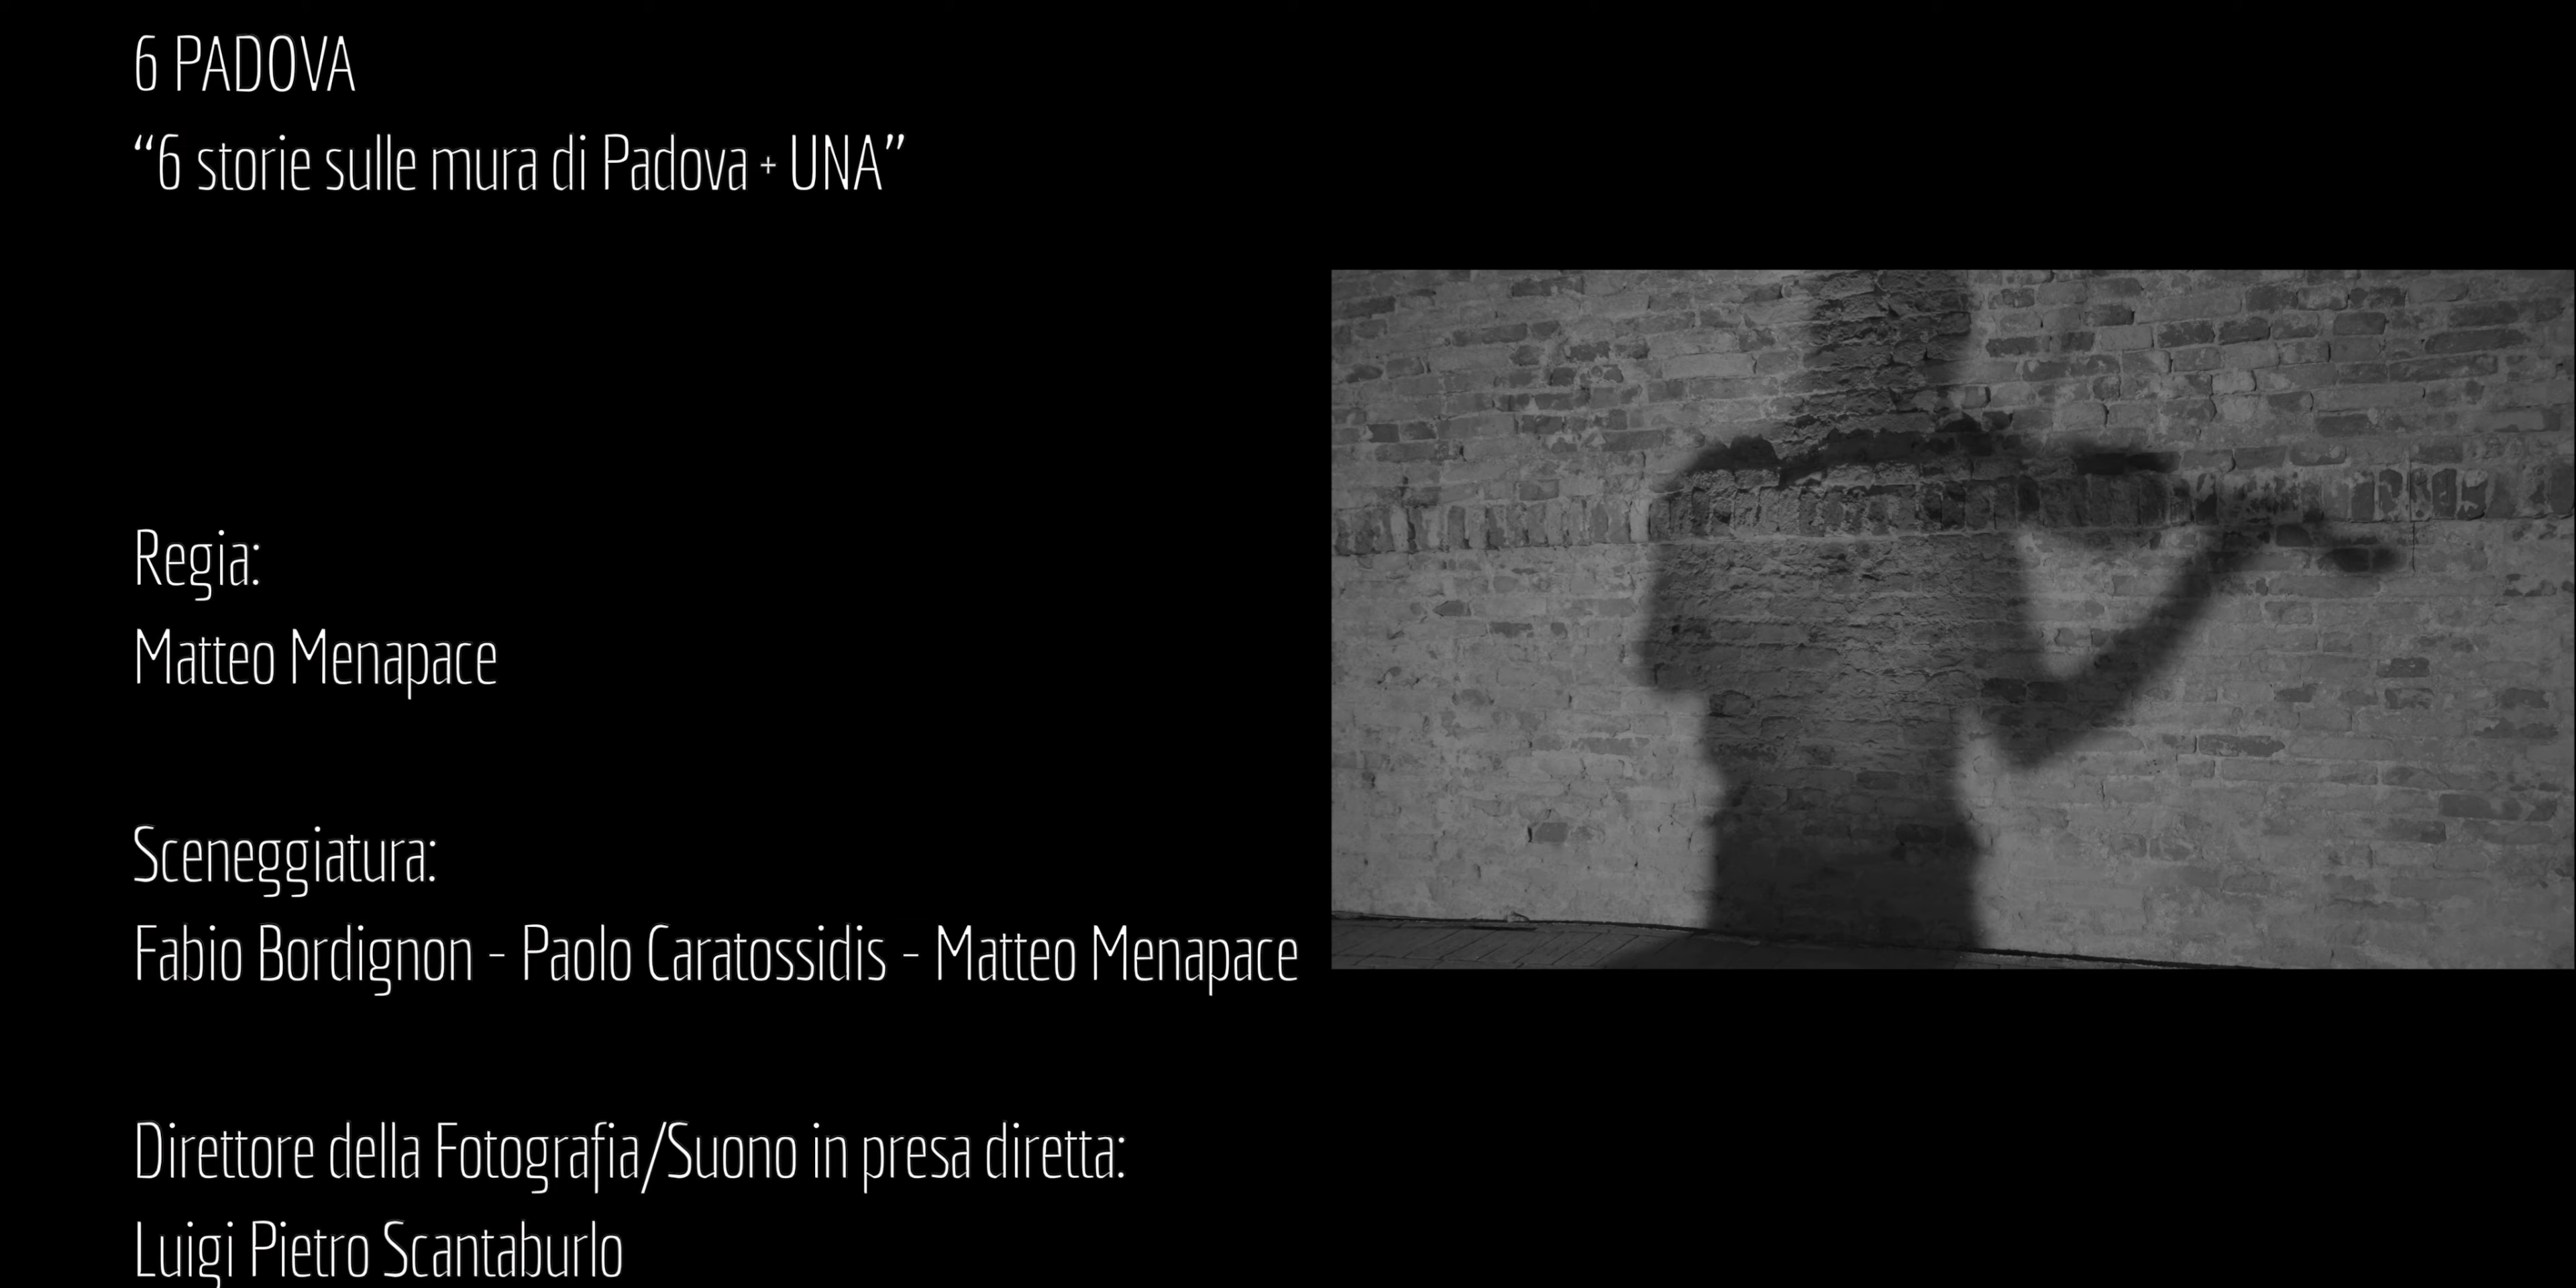 6 PADOVA
“6 storie sulle mura di Padova + UNA”
Regia:
Matteo Menapace
Sceneggiatura:
Fabio Bordignon - Paolo Caratossidis - Matteo Menapace
Direttore della Fotografia/Suono in presa diretta:
Luigi Pietro Scantaburlo